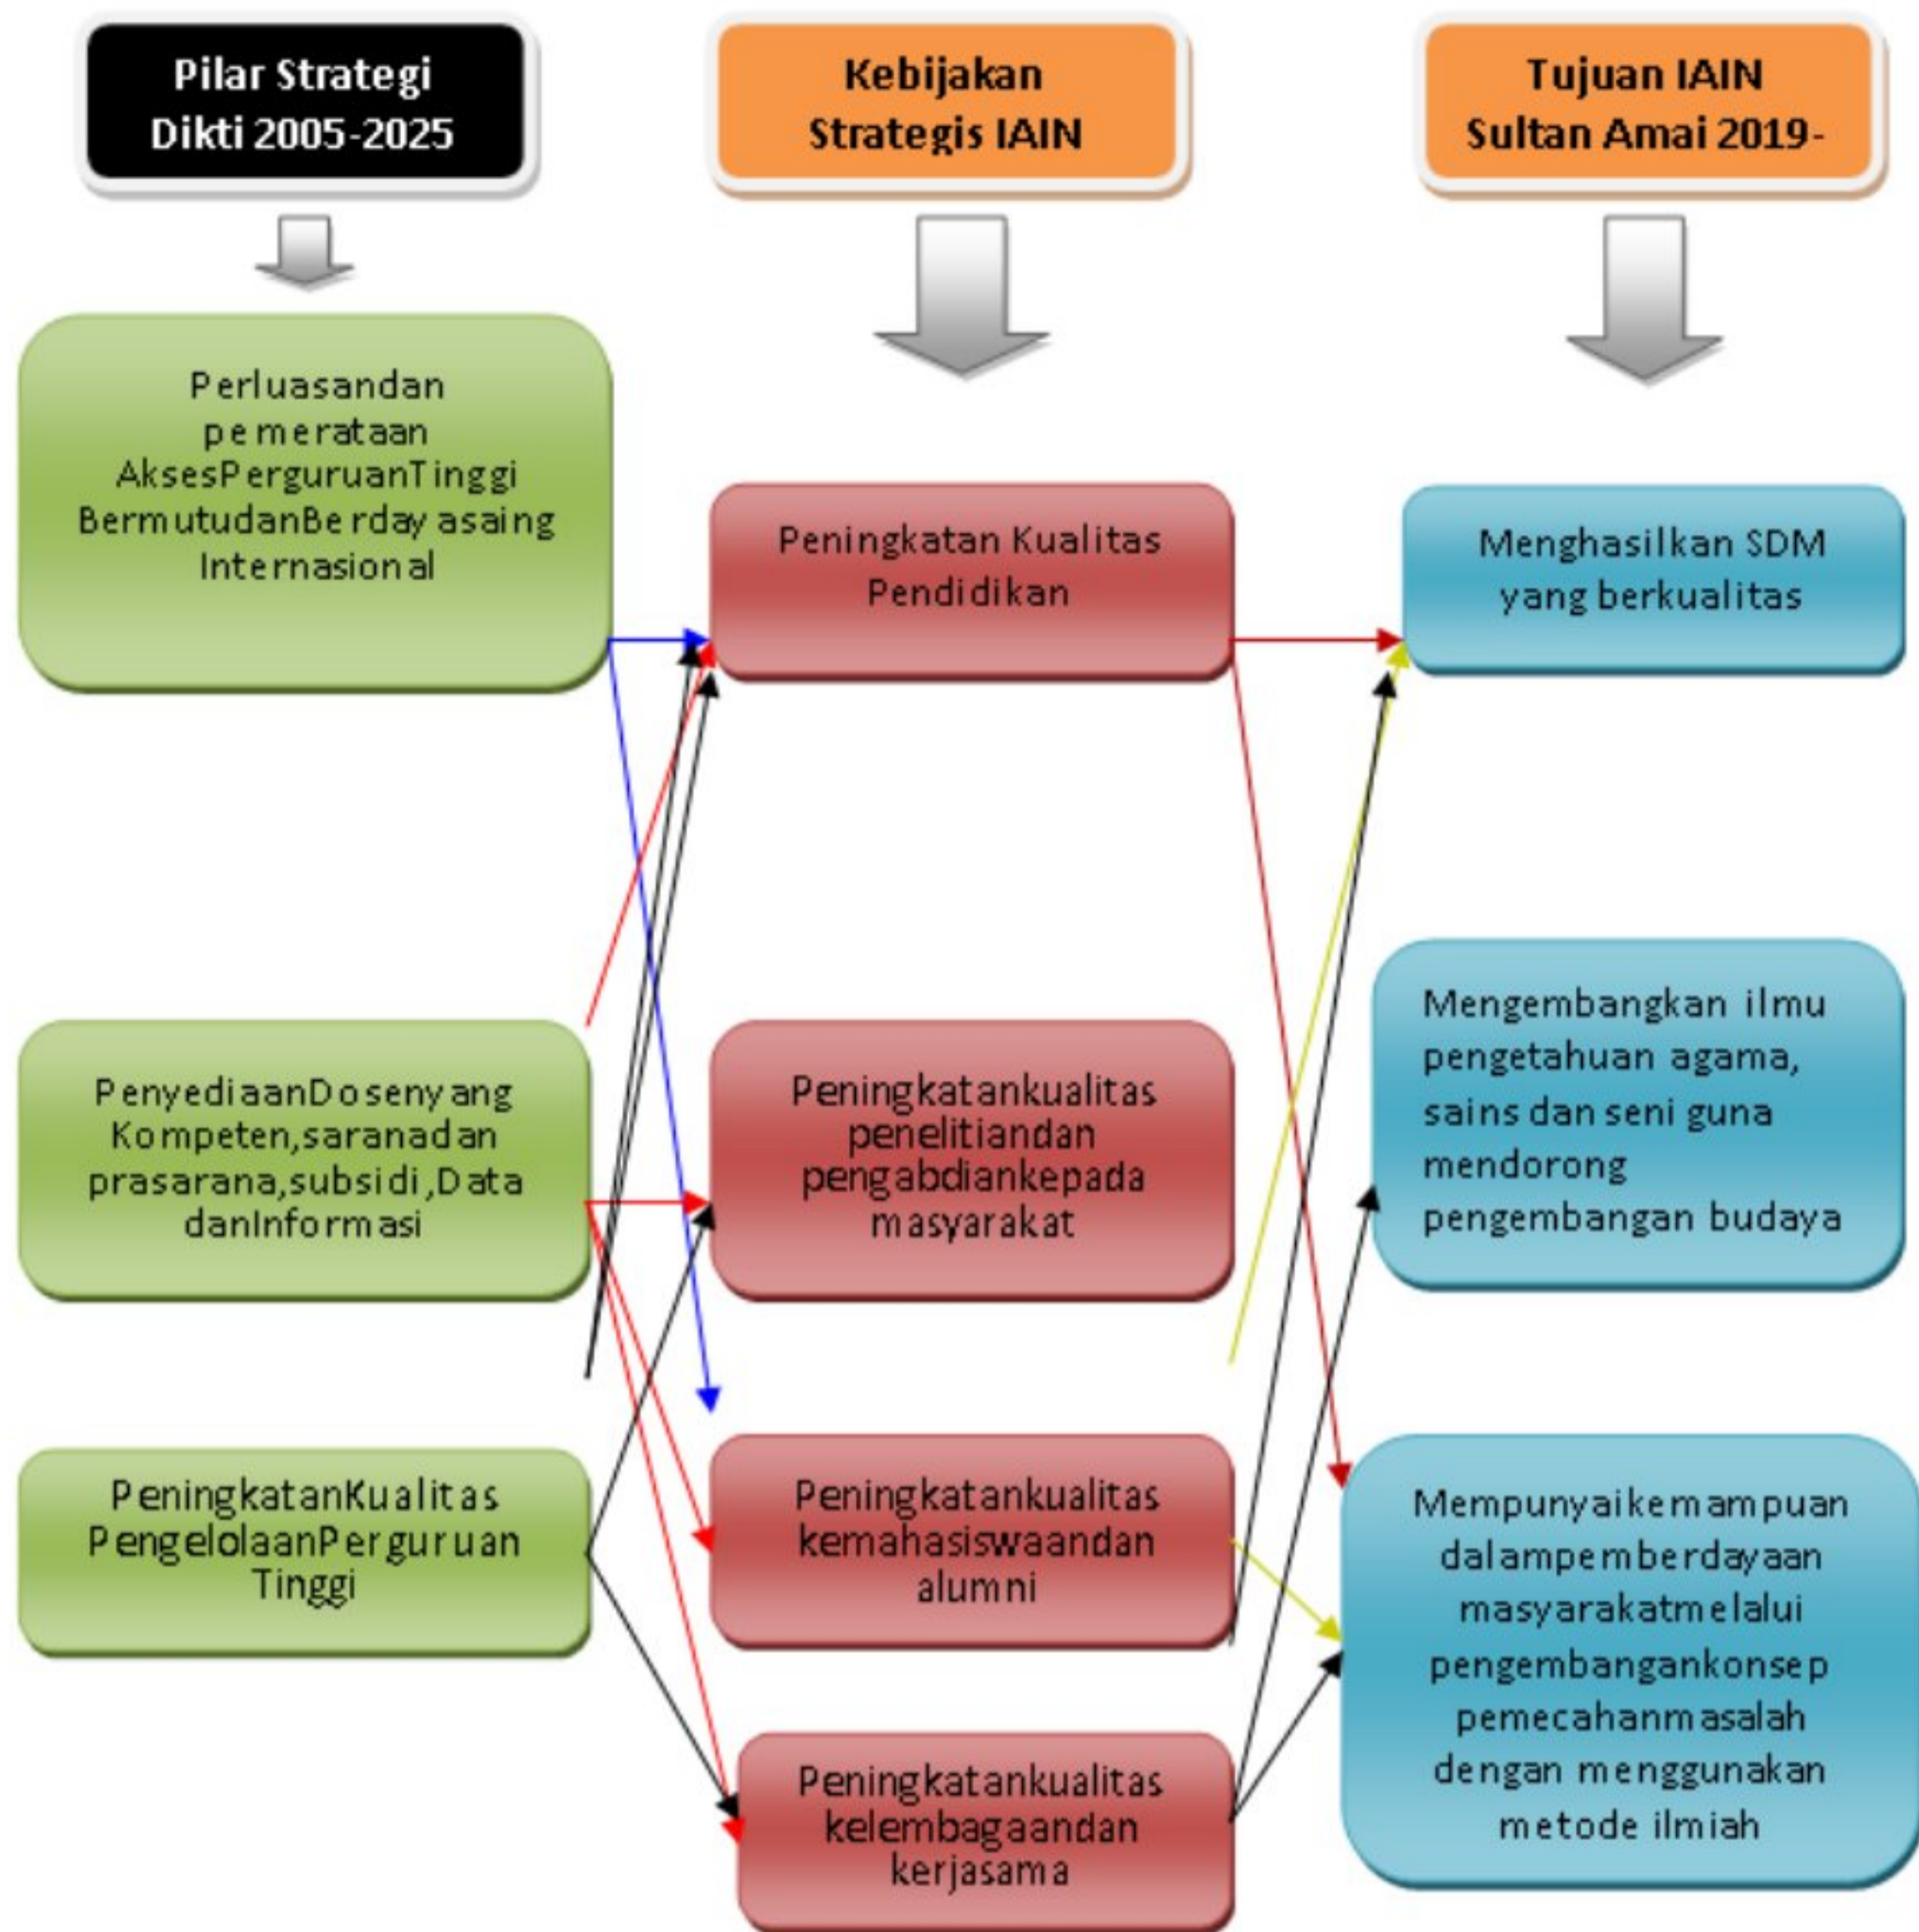 Pilar Strategi
Dikti 2005-2025
Kebijakan
Strategis IAIN
Tujuan IAIN
Sultan Amai 2019-
Perluasandan
pemerataan
AksesPerguruanTinggi
BermutudanBerdayasaing
Internasional
PenyediaanDosenyang
Kompeten,saranadan
prasarana,subsidi,Data
danInformasi
PeningkatanKualitas
PengelolaanPerguruan
Tinggi
Peningkatan Kualitas
Pendidikan
Peningkatankualitas
penelitiandan
pengabdiankepada
masyarakat
Peningkatankualitas
kemahasiswaandan
alumni
Peningkatankualitas
kelembagaandan
kerjasama
Menghasilkan SDM
yang berkualitas
Mengembangkan ilmu
pengetahuan agama,
sains dan seni guna
mendorong
pengembangan budaya
Mempunyaikemampuan
dalampemberdayaan
masyarakatmelalui
pengembangankonsep
pemecahanmasalah
dengan menggunakan
metode ilmiah